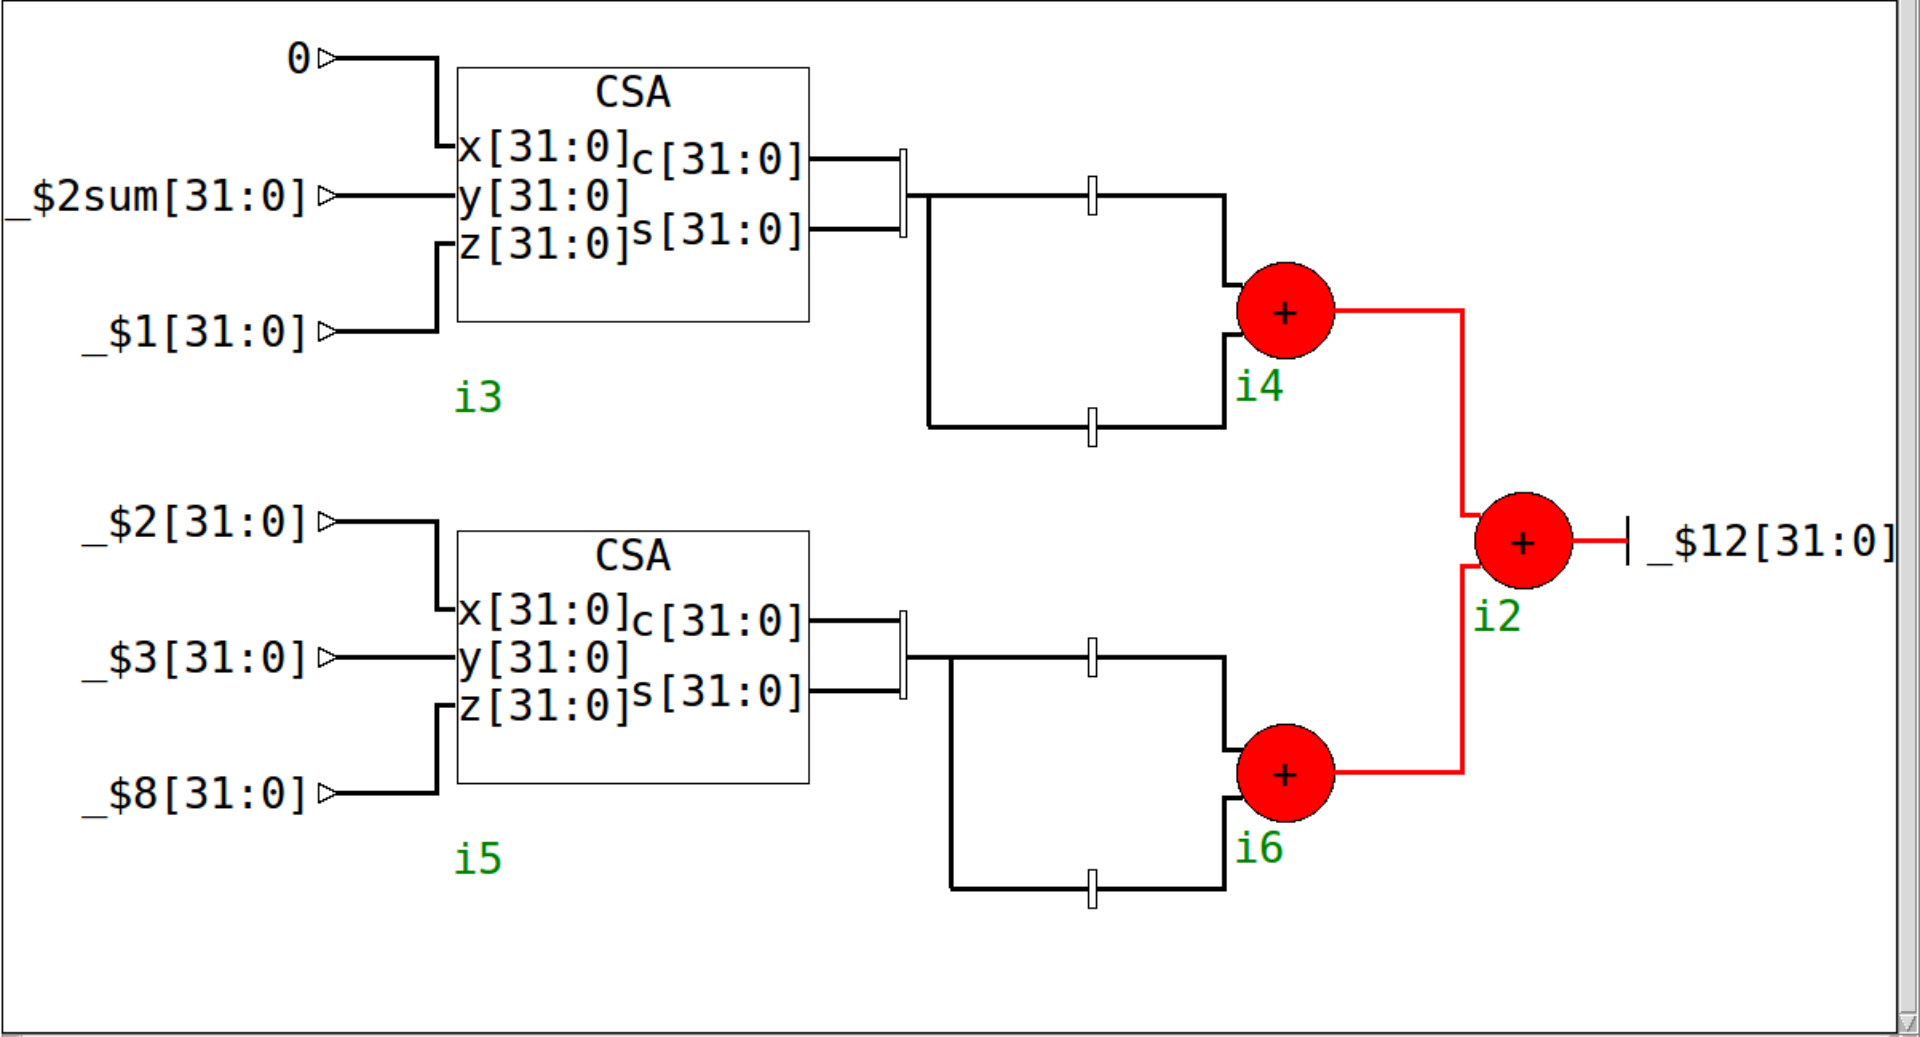 0
CSA
x[31:0]
c[31:0]
_$2sum[31:0]
y[31:0]
s[31:0]
z[31:0]
_$1[31:0]
+
i4
i3
_$2[31:0]
CSA
+
_$12[31:0]
i2
x[31:0]
c[31:0]
_$3[31:0]
y[31:0]
s[31:0]
z[31:0]
_$8[31:0]
+
i6
i5